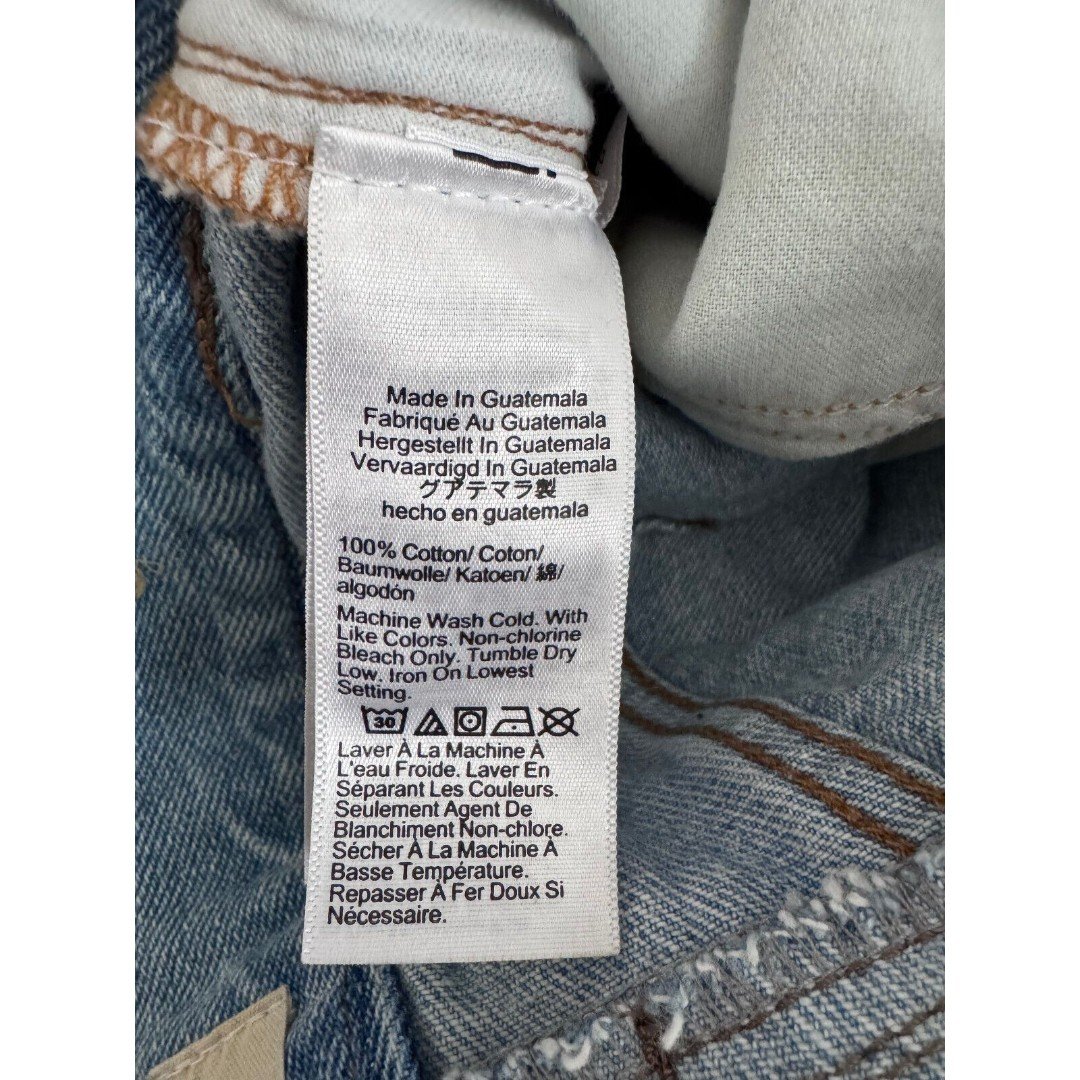 Made In Guatemala
Fabriqué Au Guatemala
Hergestellt In Guatemala
Vervaardigd In Guatemala
グアテマラ製
hecho en guatemala
100% Cotton/ Coton/
Baumwolle/ Katoen/ 綿/
algodón
Machine Wash Cold. With
Like Colors. Non-chlorine
Bleach Only. Tumble Dry
Low. Iron On Lowest
Setting.
30
Laver À La Machine À
L'eau Froide. Laver En
Séparant Les Couleurs.
Seulement Agent De
Blanchiment Non-chlore.
Sécher À La Machine À
Basse Température.
Repasser À Fer Doux Si
Nécessaire.